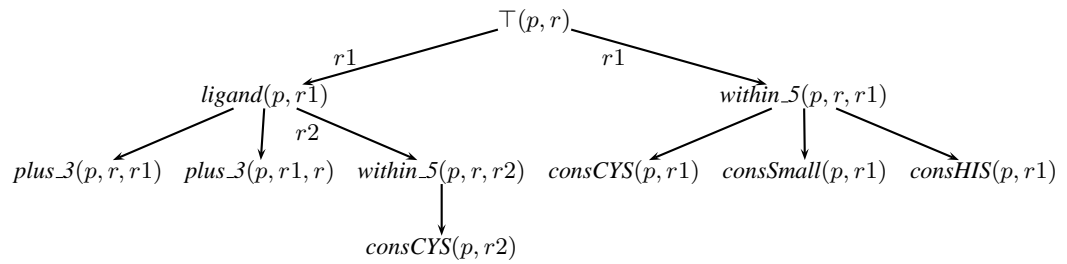 ⊤(p, r)
r1 r1
ligand(p, r1) within_5(p, r, r1)
r2
plus_3(p, r, r1) plus_3(p, r1, r) within_5(p, r, r2) consCYS(p, r1) consSmall(p, r1) consHIS(p, r1)
consCYS(p, r2)